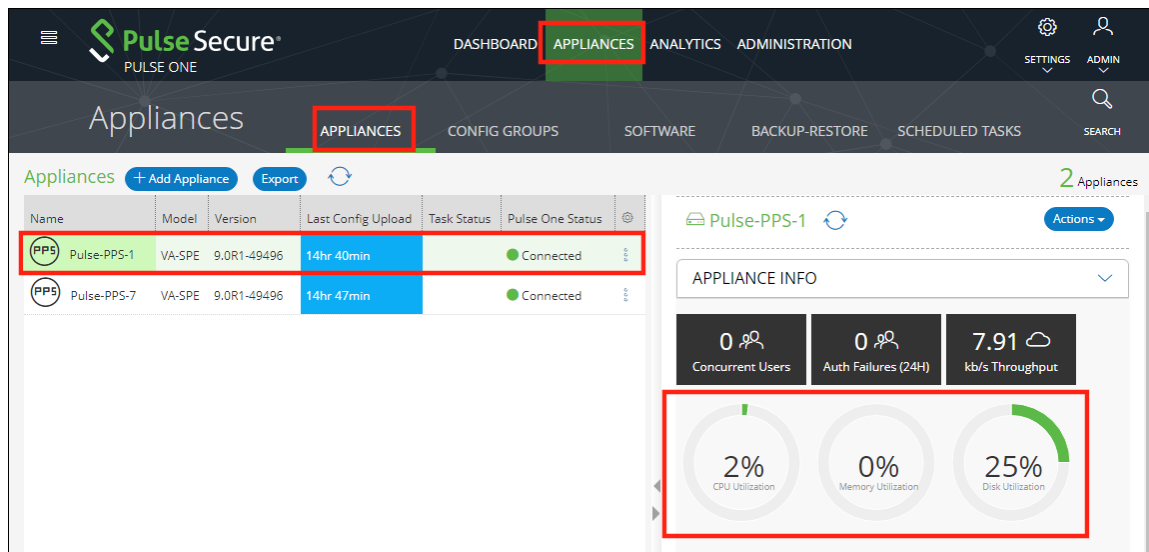 Pulse Secure®
PULSE ONE
DASHBOARD APPLIANCES ANALYTICS ADMINISTRATION
SETTINGS ADMIN
Appliances
APPLIANCES CONFIG GROUPS SOFTWARE BACKUP-RESTORE SCHEDULED TASKS
SEARCH
Appliances + Add Appliance Export 2 Appliances
Name Model Version Last Config Upload Task Status Pulse One Status
PPS Pulse-PPS-1 VA-SPE 9.0R1-49496 14hr 40min Connected
PPS Pulse-PPS-7 VA-SPE 9.0R1-49496 14hr 47min Connected
Pulse-PPS-1 Actions
APPLIANCE INFO
0 0 7.91
Concurrent Users Auth Failures (24H) kb/s Throughput
2% 0% 25%
CPU Utilization Memory Utilization Disk Utilization